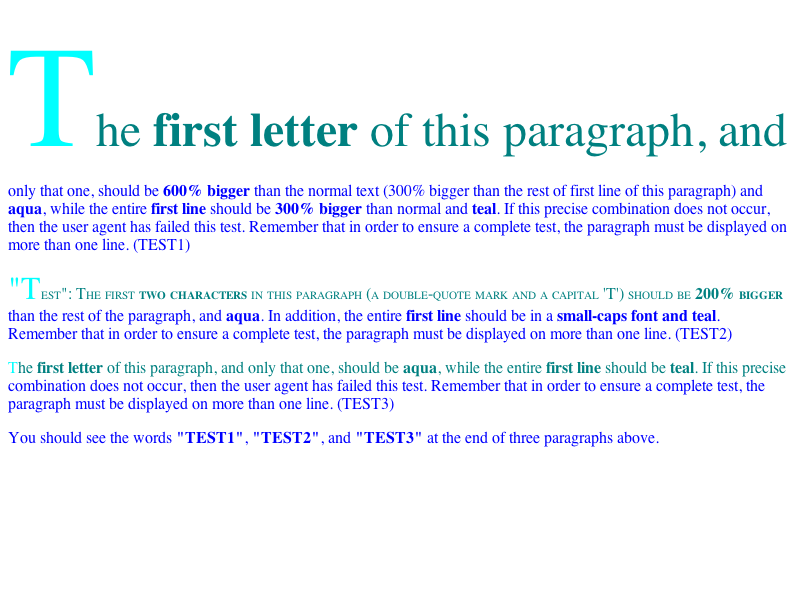 The first letter of this paragraph, and
only that one, should be 600% bigger than the normal text (300% bigger than the rest of first line of this paragraph) and
aqua, while the entire first line should be 300% bigger than normal and teal. If this precise combination does not occur,
then the user agent has failed this test. Remember that in order to ensure a complete test, the paragraph must be displayed on
more than one line. (TEST1)
"Test": The first two characters in this paragraph (a double-quote mark and a capital 'T') should be 200% bigger
than the rest of the paragraph, and aqua. In addition, the entire first line should be in a small-caps font and teal.
Remember that in order to ensure a complete test, the paragraph must be displayed on more than one line. (TEST2)
The first letter of this paragraph, and only that one, should be aqua, while the entire first line should be teal. If this precise
combination does not occur, then the user agent has failed this test. Remember that in order to ensure a complete test, the
paragraph must be displayed on more than one line. (TEST3)
You should see the words "TEST1", "TEST2", and "TEST3" at the end of three paragraphs above.